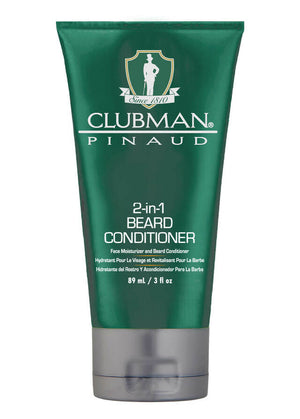 Since 1810
CLUBMAN®
PINAUD
2-in-1
BEARD
CONDITIONER
Face Moisturizer and Beard Conditioner
Hydratant Pour Le Visage et Revitalisant Pour La Barbe
Hidratante del Rostro Y Acondicionador Para La Barba
89 mL / 3 fl oz